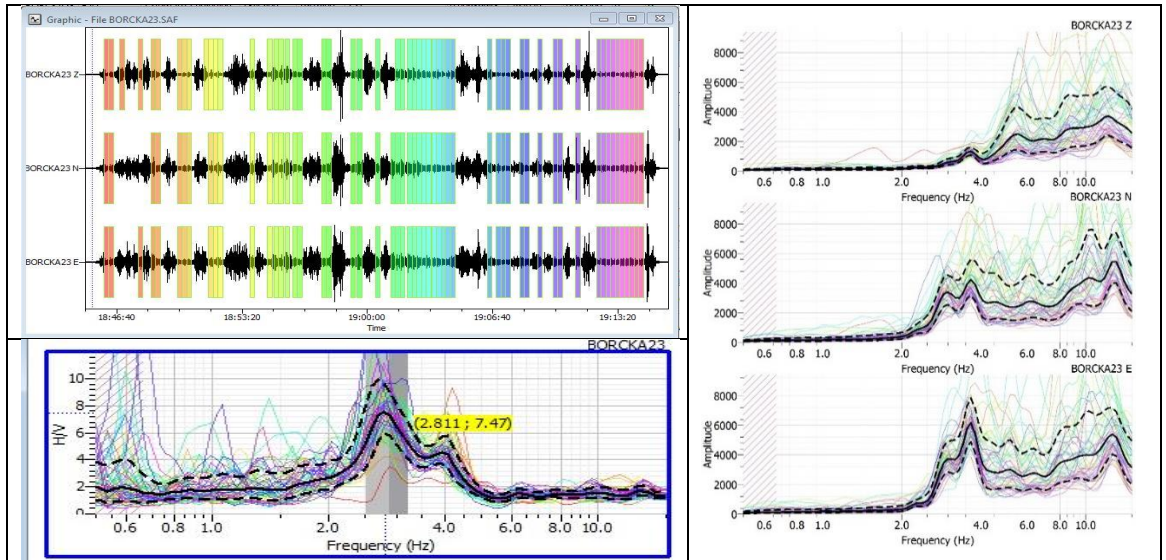 Graphic - File BORCKA23.SAF
BORCKA23 Z
BORCKA23 N
BORCKA23 E
18:46:40 18:53:20 19:00:00 19:06:40 19:13:20
Time
BORCKA23
10
8
6
4
2
0
H/V
(2.811 ; 7.47)
0.6 0.8 1.0 2.0 4.0 6.0 8.0 10.0
Frequency (Hz)
BORCKA23 Z
8000
6000
4000
2000
0
Amplitude
0.6 0.8 1.0 2.0 4.0 6.0 8.0 10.0
Frequency (Hz)
BORCKA23 N
8000
6000
4000
2000
0
Amplitude
0.6 0.8 1.0 2.0 4.0 6.0 8.0 10.0
Frequency (Hz)
BORCKA23 E
8000
6000
4000
2000
0
Amplitude
0.6 0.8 1.0 2.0 4.0 6.0 8.0 10.0
Frequency (Hz)